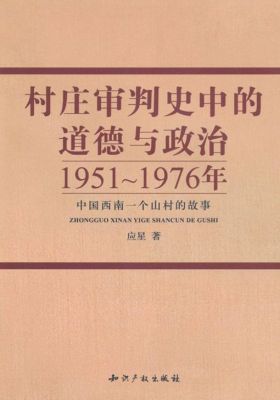 村庄审判史中的
道德与政治
1951~1976年
中国西南一个山村的故事
ZHONGGUO XINAN YIGE SHANCUN DE GUSHI
应星 著
知识产权出版社